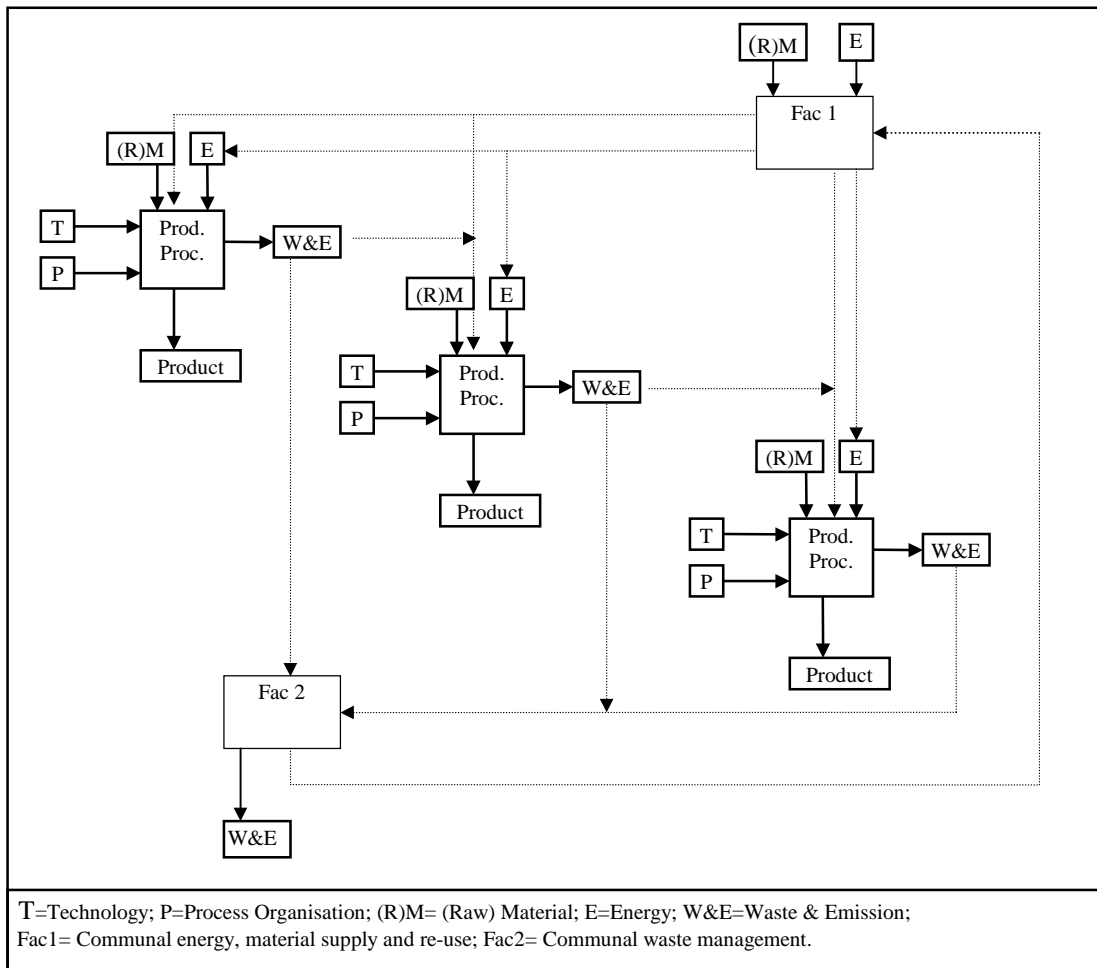 (R)M
E
Fac 1
(R)M
E
T
P
Prod.
Proc.
W&E
Product
(R)M
E
T
P
Prod.
Proc.
W&E
Product
(R)M
E
T
P
Prod.
Proc.
W&E
Product
Fac 2
W&E
T=Technology; P=Process Organisation; (R)M= (Raw) Material; E=Energy; W&E=Waste & Emission;
Fac1= Communal energy, material supply and re-use; Fac2= Communal waste management.